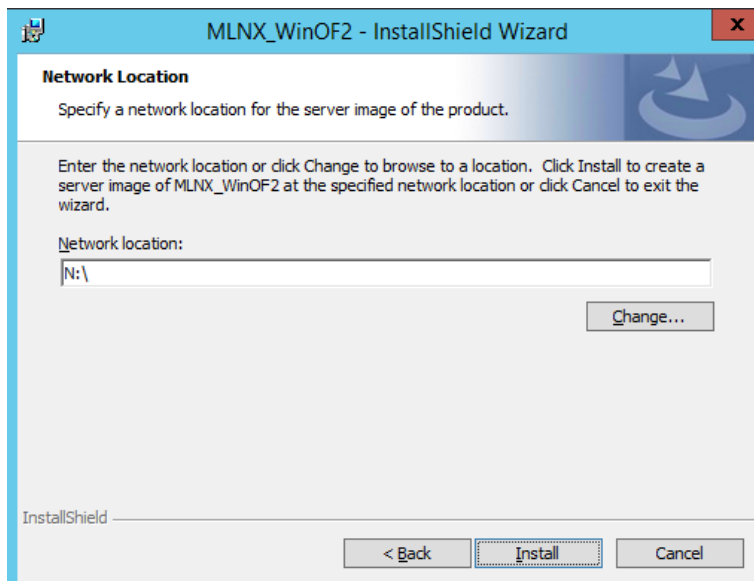 MLNX_WinOF2 - InstallShield Wizard
x
Network Location
Specify a network location for the server image of the product.
Enter the network location or click Change to browse to a location. Click Install to create a
server image of MLNX_WinOF2 at the specified network location or click Cancel to exit the
wizard.
Network location:
N:\
Change...
InstallShield
< Back
Install
Cancel